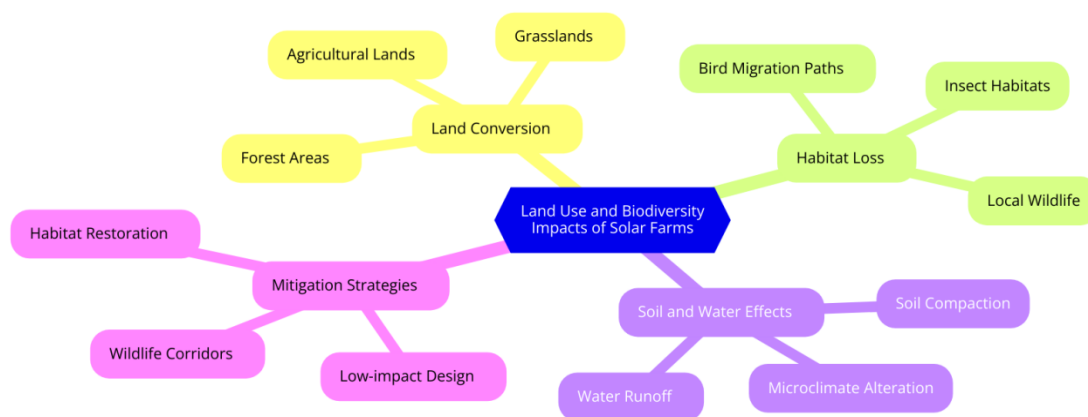 Land Use and Biodiversity
Impacts of Solar Farms
Land Conversion
Agricultural Lands
Grasslands
Forest Areas
Habitat Loss
Bird Migration Paths
Insect Habitats
Local Wildlife
Soil and Water Effects
Soil Compaction
Microclimate Alteration
Water Runoff
Mitigation Strategies
Habitat Restoration
Wildlife Corridors
Low-impact Design